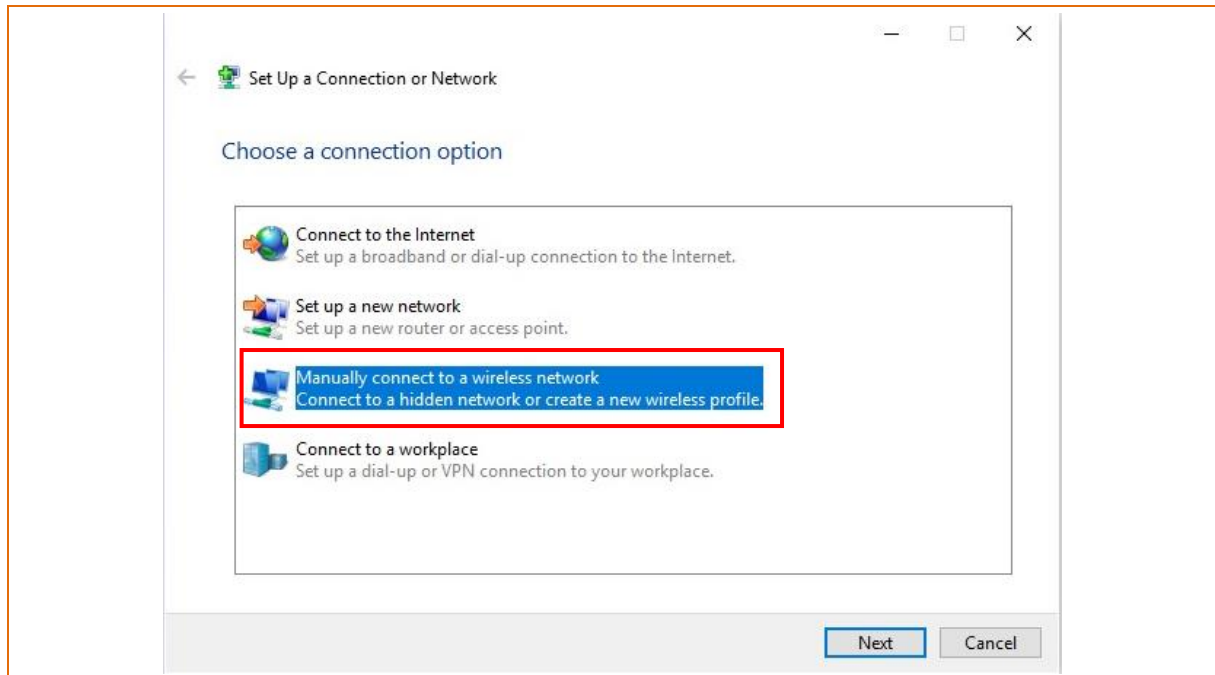 Set Up a Connection or Network
Choose a connection option
Connect to the Internet
Set up a broadband or dial-up connection to the Internet.
Set up a new network
Set up a new router or access point.
Manually connect to a wireless network
Connect to a hidden network or create a new wireless profile.
Connect to a workplace
Set up a dial-up or VPN connection to your workplace.
Next Cancel